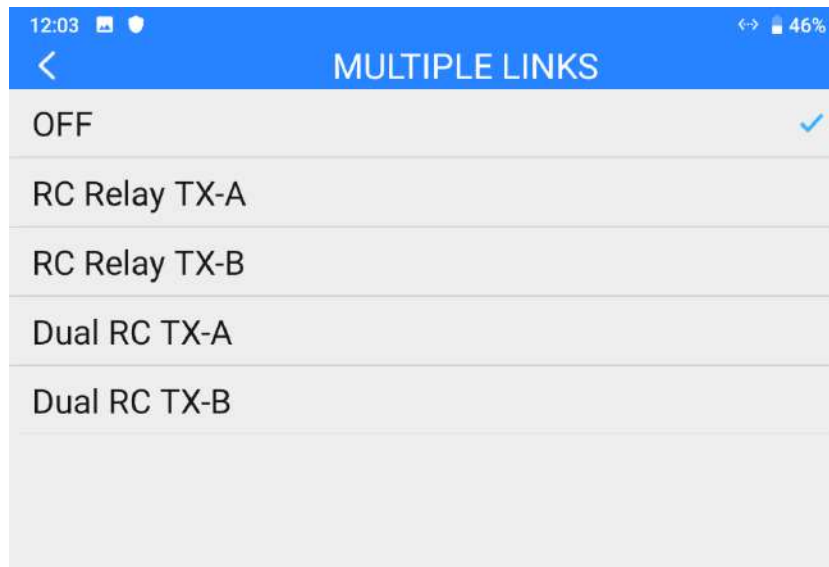 12:03 46%
MULTIPLE LINKS
OFF
RC Relay TX-A
RC Relay TX-B
Dual RC TX-A
Dual RC TX-B